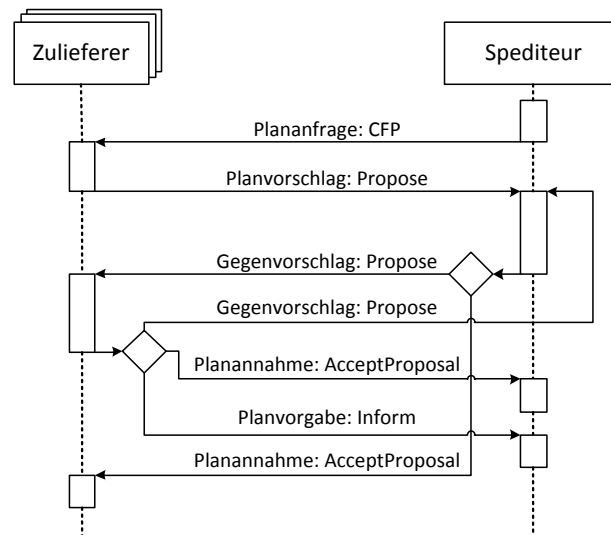 Zulieferer
Spediteur
Plananfrage: CFP
Planvorschlag: Propose
Gegenvorschlag: Propose
Gegenvorschlag: Propose
Planannahme: AcceptProposal
Planvorgabe: Inform
Planannahme: AcceptProposal